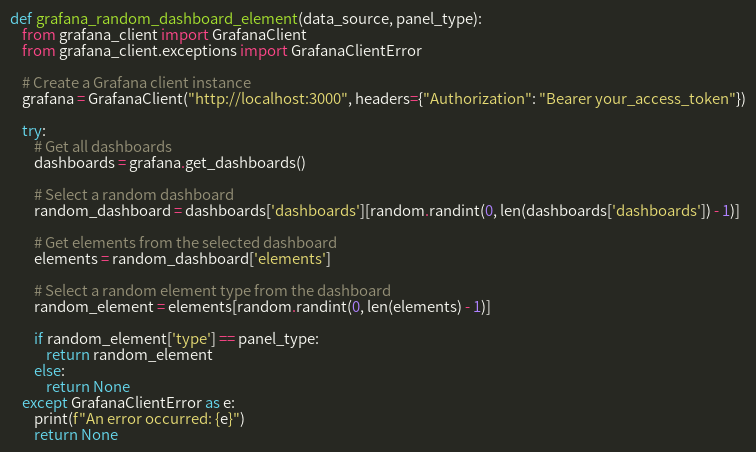 def grafana_random_dashboard_element(data_source, panel_type):
from grafana_client import GrafanaClient
from grafana_client.exceptions import GrafanaClientError
# Create a Grafana client instance
grafana = GrafanaClient("http://localhost:3000", headers={"Authorization": "Bearer your_access_token"})
try:
# Get all dashboards
dashboards = grafana.get_dashboards()
# Select a random dashboard
random_dashboard = dashboards['dashboards'][random.randint(0, len(dashboards['dashboards']) - 1)]
# Get elements from the selected dashboard
elements = random_dashboard['elements']
# Select a random element type from the dashboard
random_element = elements[random.randint(0, len(elements) - 1)]
if random_element['type'] == panel_type:
return random_element
else:
return None
except GrafanaClientError as e:
print(f"An error occurred: {e}")
return None